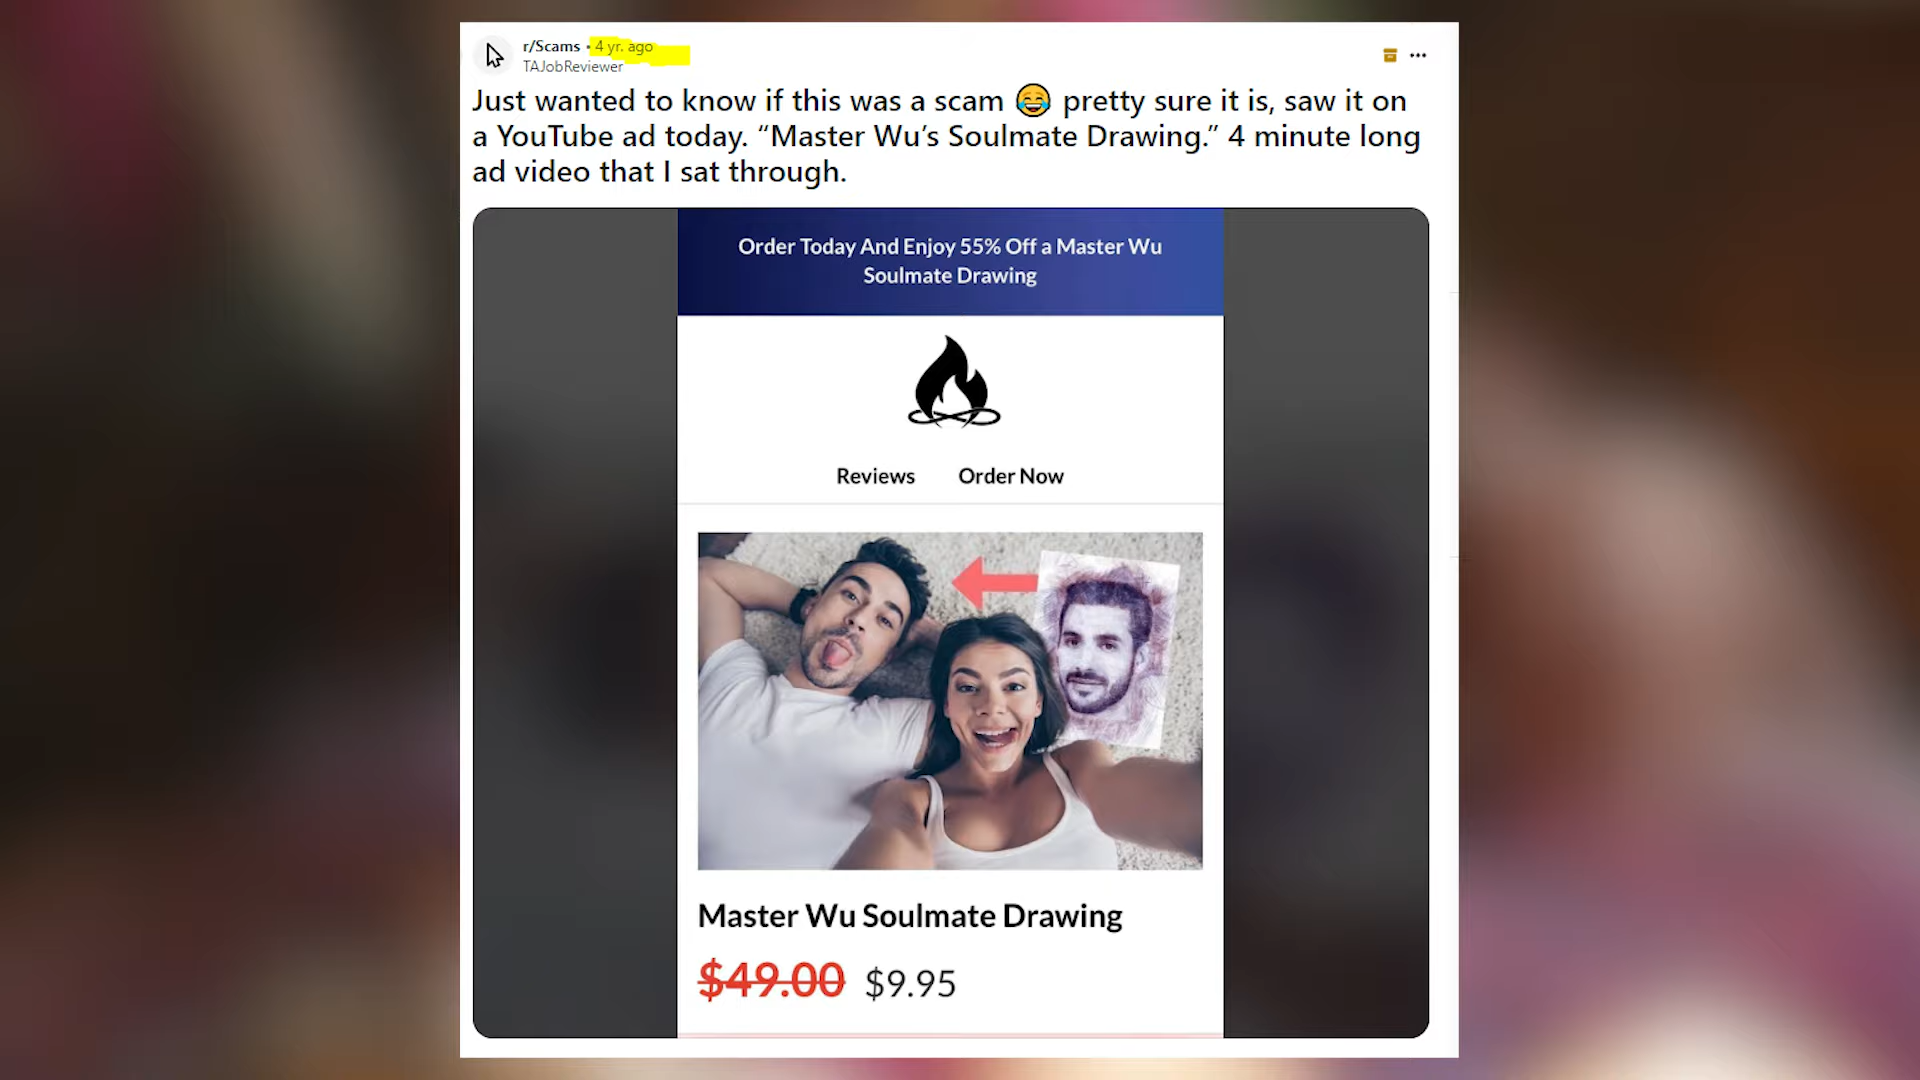 r/Scams • 4 yr. ago
TAJobReviewer
Just wanted to know if this was a scam 😂 pretty sure it is, saw it on
a YouTube ad today. “Master Wu’s Soulmate Drawing.” 4 minute long
ad video that I sat through.
Order Today And Enjoy 55% Off a Master Wu
Soulmate Drawing
Reviews Order Now
Master Wu Soulmate Drawing
$49.00 $9.95